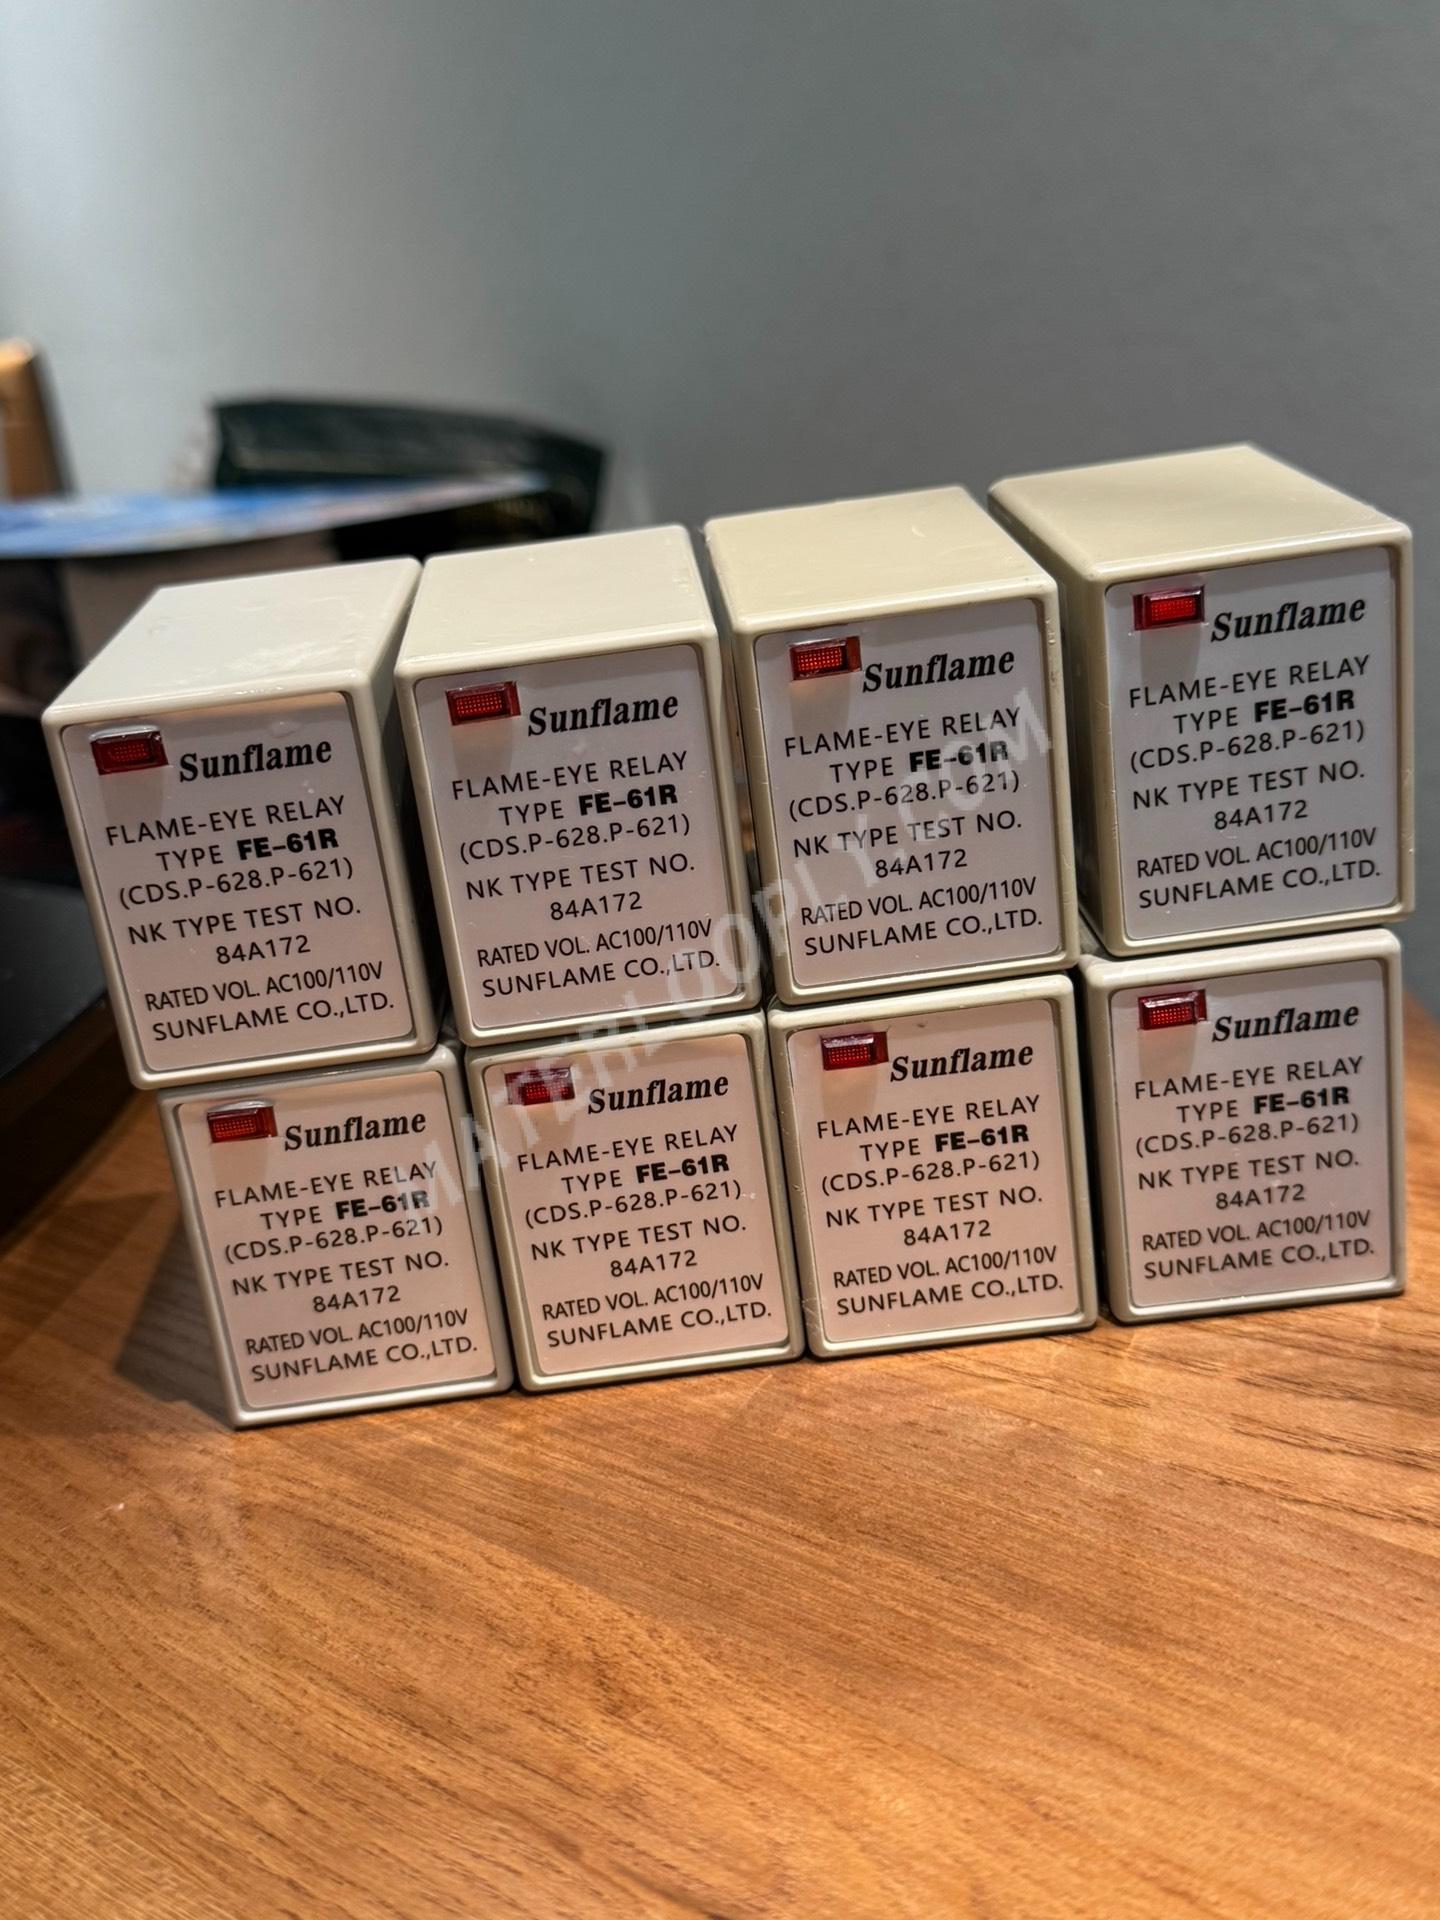 Sunflame
FLAME-EYE RELAY
TYPE FE-61R
(CDS.P-628.P-621)
NK TYPE TEST NO.
84A172
RATED VOL. AC100/110V
SUNFLAME CO.,LTD.
Sunflame
FLAME-EYE RELAY
TYPE FE-61R
(CDS.P-628.P-621)
NK TYPE TEST NO.
84A172
RATED VOL. AC100/110V
SUNFLAME CO.,LTD.
Sunflame
FLAME-EYE RELAY
TYPE FE-61R
(CDS.P-628.P-621)
NK TYPE TEST NO.
84A172
RATED VOL. AC100/110V
SUNFLAME CO.,LTD.
Sunflame
FLAME-EYE RELAY
TYPE FE-61R
(CDS.P-628.P-621)
NK TYPE TEST NO.
84A172
RATED VOL. AC100/110V
SUNFLAME CO.,LTD.
Sunflame
FLAME-EYE RELAY
TYPE FE-61R
(CDS.P-628.P-621)
NK TYPE TEST NO.
84A172
RATED VOL. AC100/110V
SUNFLAME CO.,LTD.
Sunflame
FLAME-EYE RELAY
TYPE FE-61R
(CDS.P-628.P-621)
NK TYPE TEST NO.
84A172
RATED VOL. AC100/110V
SUNFLAME CO.,LTD.
Sunflame
FLAME-EYE RELAY
TYPE FE-61R
(CDS.P-628.P-621)
NK TYPE TEST NO.
84A172
RATED VOL. AC100/110V
SUNFLAME CO.,LTD.
Sunflame
FLAME-EYE RELAY
TYPE FE-61R
(CDS.P-628.P-621)
NK TYPE TEST NO.
84A172
RATED VOL. AC100/110V
SUNFLAME CO.,LTD.